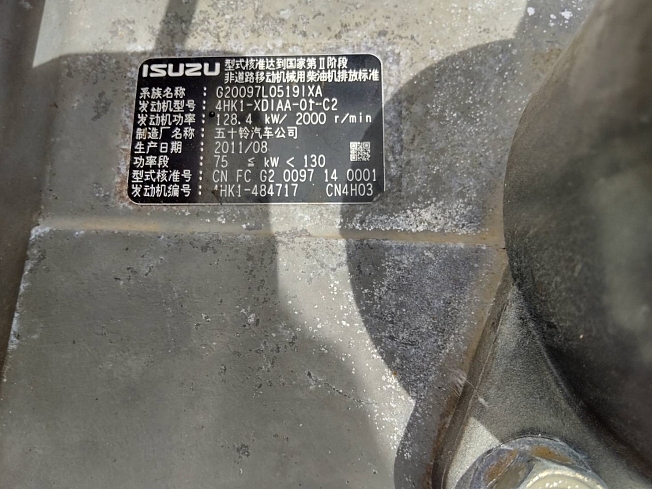 ISUZU 型式核准达到国家第Ⅱ阶段
非道路移动机械用柴油机排放标准
系族名称: G20097L0519IXA
发动机型号: 4HK1-XDIAA-01-C2
发动机功率: 128.4 kW/ 2000 r/min
制造厂名称: 五十铃汽车公司
生产日期: 2011/08
功率段: 75 ≤ kW < 130
型式核准号: CN FC G2 0097 14 0001
发动机编号: *HK1-484717 CN4H03